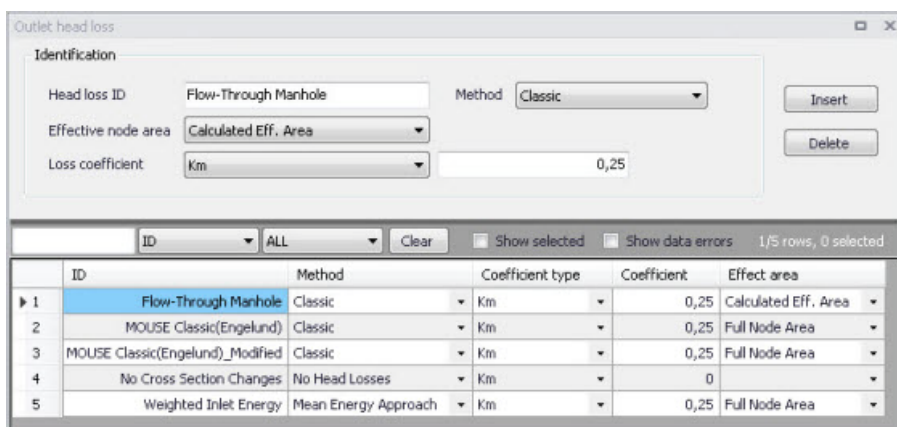 Outlet head loss
Identification
Head loss ID Flow-Through Manhole Method Classic Insert
Effective node area Calculated Eff. Area Delete
Loss coefficient Km 0,25
ID ALL Clear Show selected Show data errors 1/5 rows, 0 selected
ID Method Coefficient type Coefficient Effect area
1 Flow-Through Manhole Classic Km 0,25 Calculated Eff. Area
2 MOUSE Classic(Engelund) Classic Km 0,25 Full Node Area
3 MOUSE Classic(Engelund)_Modified Classic Km 0,25 Full Node Area
4 No Cross Section Changes No Head Losses Km 0
5 Weighted Inlet Energy Mean Energy Approach Km 0,25 Full Node Area